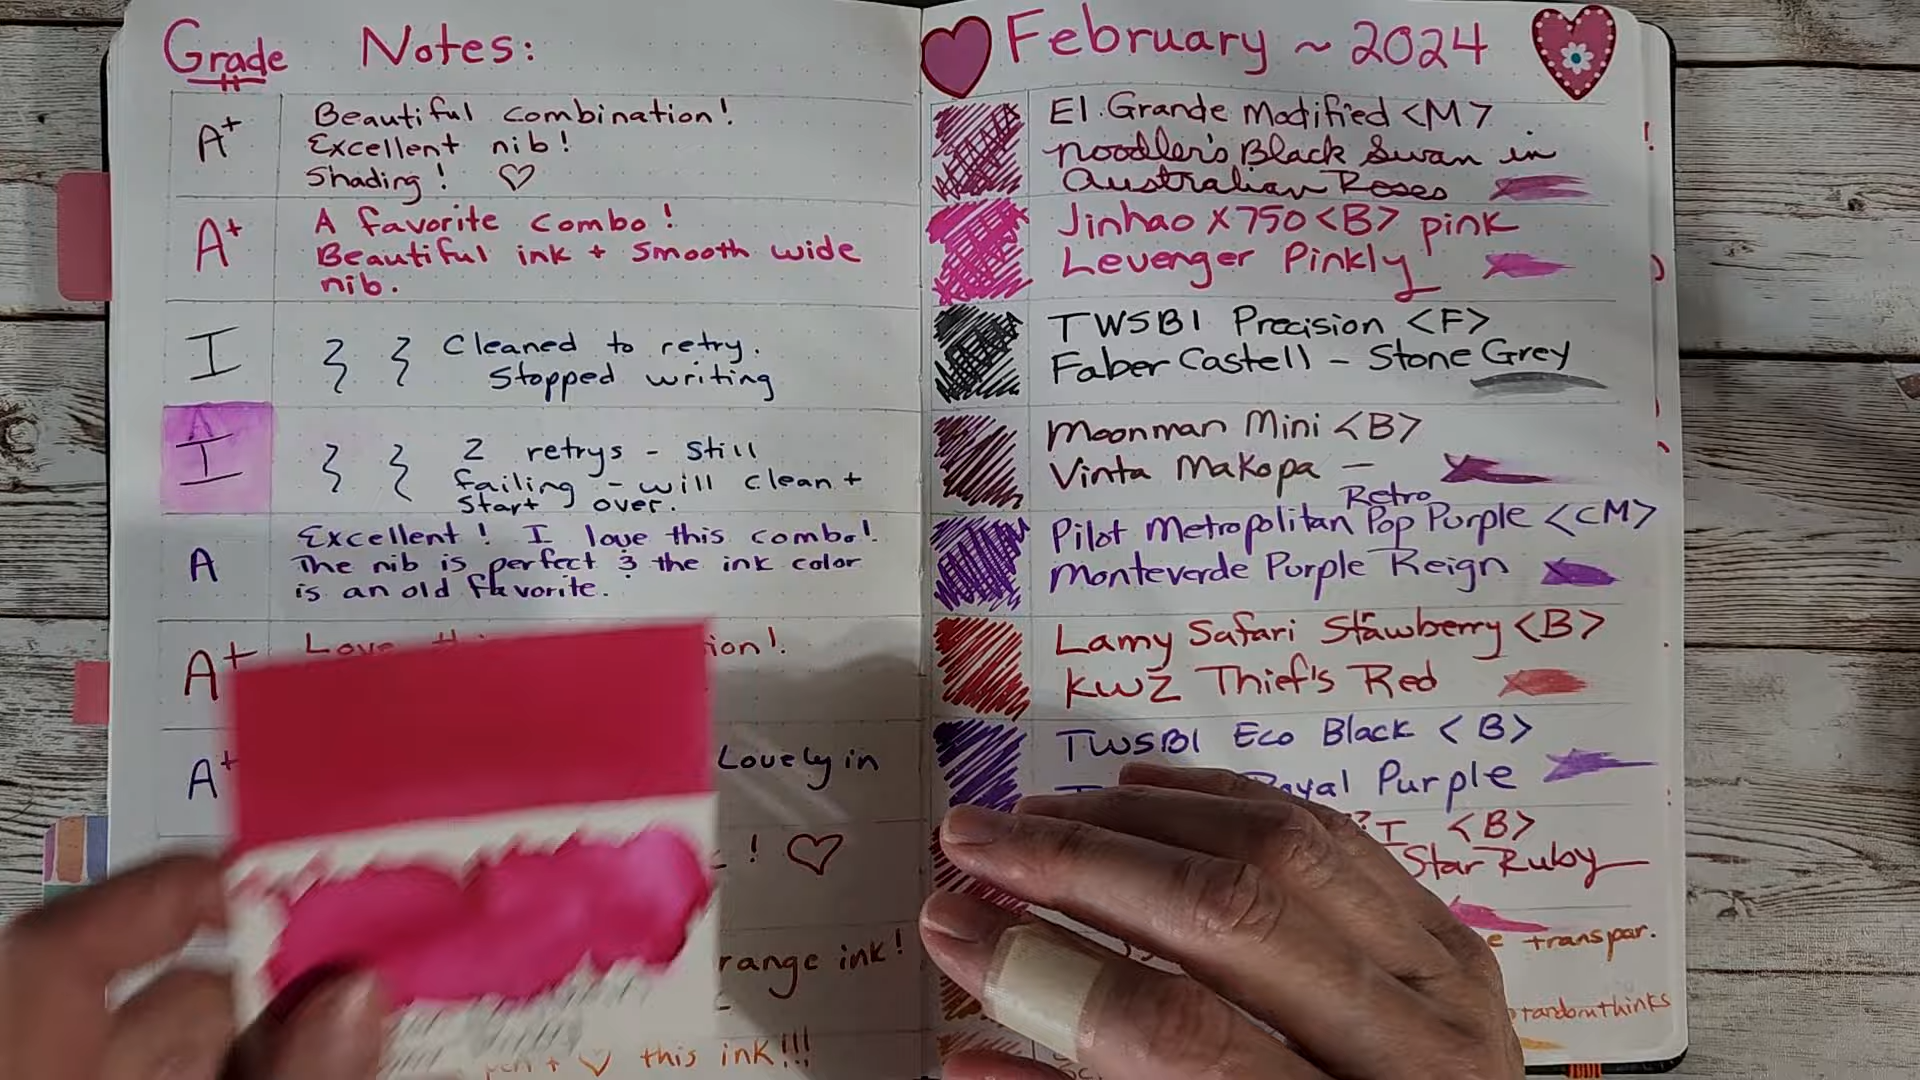 Grade Notes:
A+ Beautiful combination!
Excellent nib!
Shading! ♡
A+ A favorite combo!
Beautiful ink + smooth wide
nib.
I } } Cleaned to retry.
Stopped writing
A
I } } 2 retrys - still
failing - will clean +
start over.
A Excellent! I love this combo!
The nib is perfect & the ink color
is an old favorite.
A+ Love
A+ Lovely in
! ♡
ink!
this ink!!!
February ~ 2024
El Grande Modified <M>
Noodler's Black Swan in
Australian Roses
Jinhao X750 <B> pink
Levenger Pinkly
TWSBI Precision <F>
Faber Castell - Stone Grey
Moonman Mini <B>
Vinta Makopa -
Retro
Pilot Metropolitan Pop Purple <CM>
Monteverde Purple Reign
Lamy Safari Stawberry <B>
KWZ Thief's Red
TWSBI Eco Black <B>
Purple
<B>
Star Ruby
transpar.